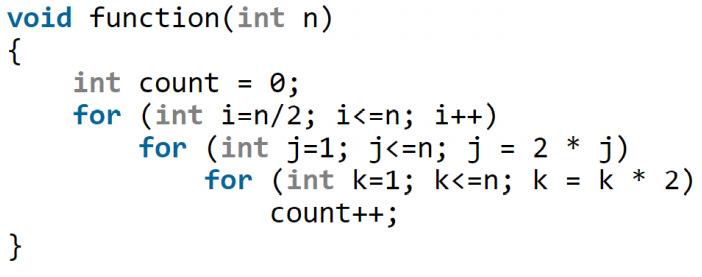 void function(int n)
{
    int count = 0;
    for (int i=n/2; i<=n; i++)
        for (int j=1; j<=n; j = 2 * j)
            for (int k=1; k<=n; k = k * 2)
                count++;
}